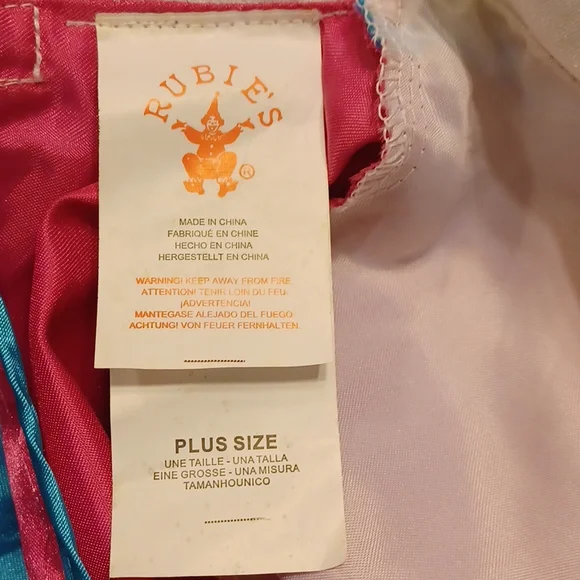 RUBIE'S
®
MADE IN CHINA
FABRIQUÉ EN CHINE
HECHO EN CHINA
HERGESTELLT EN CHINA
WARNING! KEEP AWAY FROM FIRE
ATTENTION! TENIR LOIN DU FEU.
¡ADVERTENCIA!
MANTEGASE ALEJADO DEL FUEGO
ACHTUNG! VON FEUER FERNHALTEN.
PLUS SIZE
UNE TAILLE - UNA TALLA
EINE GROSSE - UNA MISURA
TAMANHOUNICO